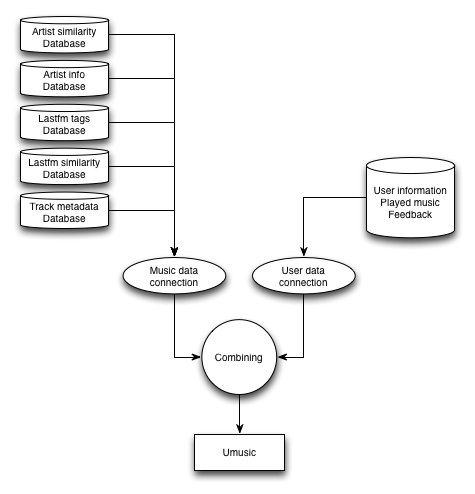 Artist similarity
Database
Artist info
Database
Lastfm tags
Database
Lastfm similarity
Database
Track metadata
Database
User information
Played music
Feedback
Music data
connection
User data
connection
Combining
Umusic